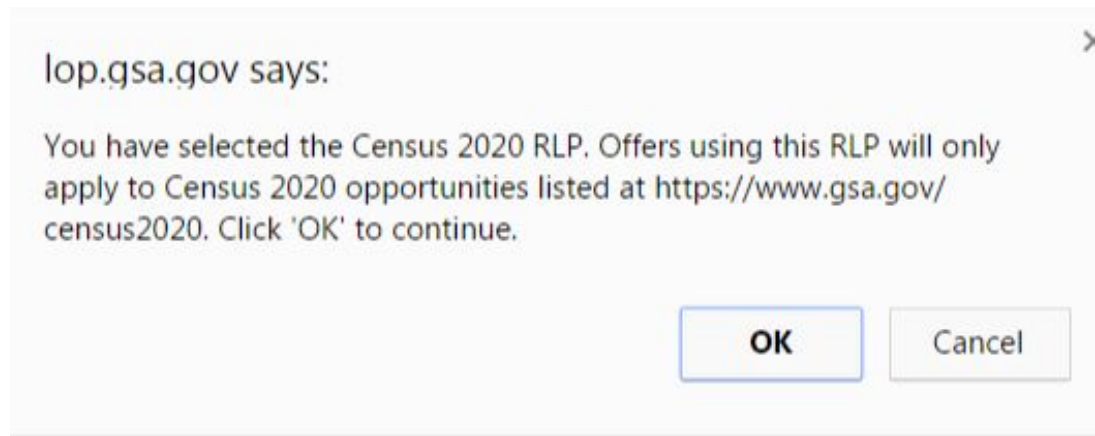 lop.gsa.gov says:
You have selected the Census 2020 RLP. Offers using this RLP will only
apply to Census 2020 opportunities listed at https://www.gsa.gov/
census2020. Click 'OK' to continue.
OK Cancel